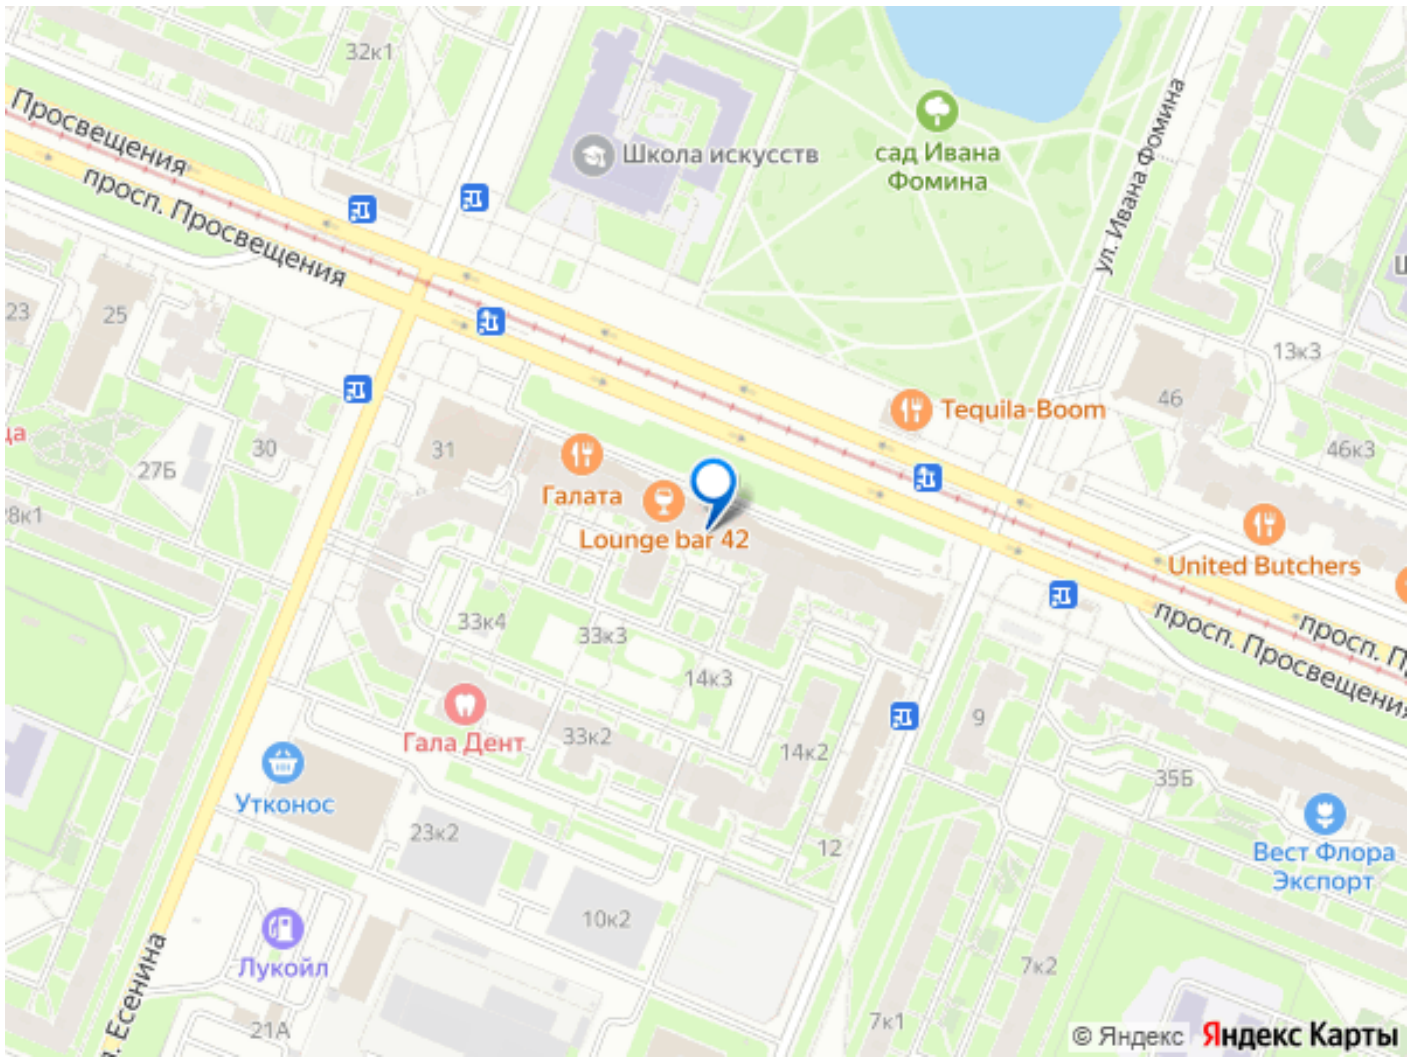 32к1
Просвещения
просп. Просвещения
Школа искусств
сад Ивана
Фомина
ул. Ивана Фомина
23
25
13к3
46
Tequila-Boom
46к3
ца
27Б
30
31
Галата
Lounge bar 42
28к1
United Butchers
33к4
33к3
14к3
просп. Просвещения
просп. П
9
Гала Дент
33к2
14к2
35Б
Утконос
23к2
12
Вест Флора
Экспорт
10к2
Лукойл
7к2
Есенина
21А
7к1
© Яндекс Яндекс Карты